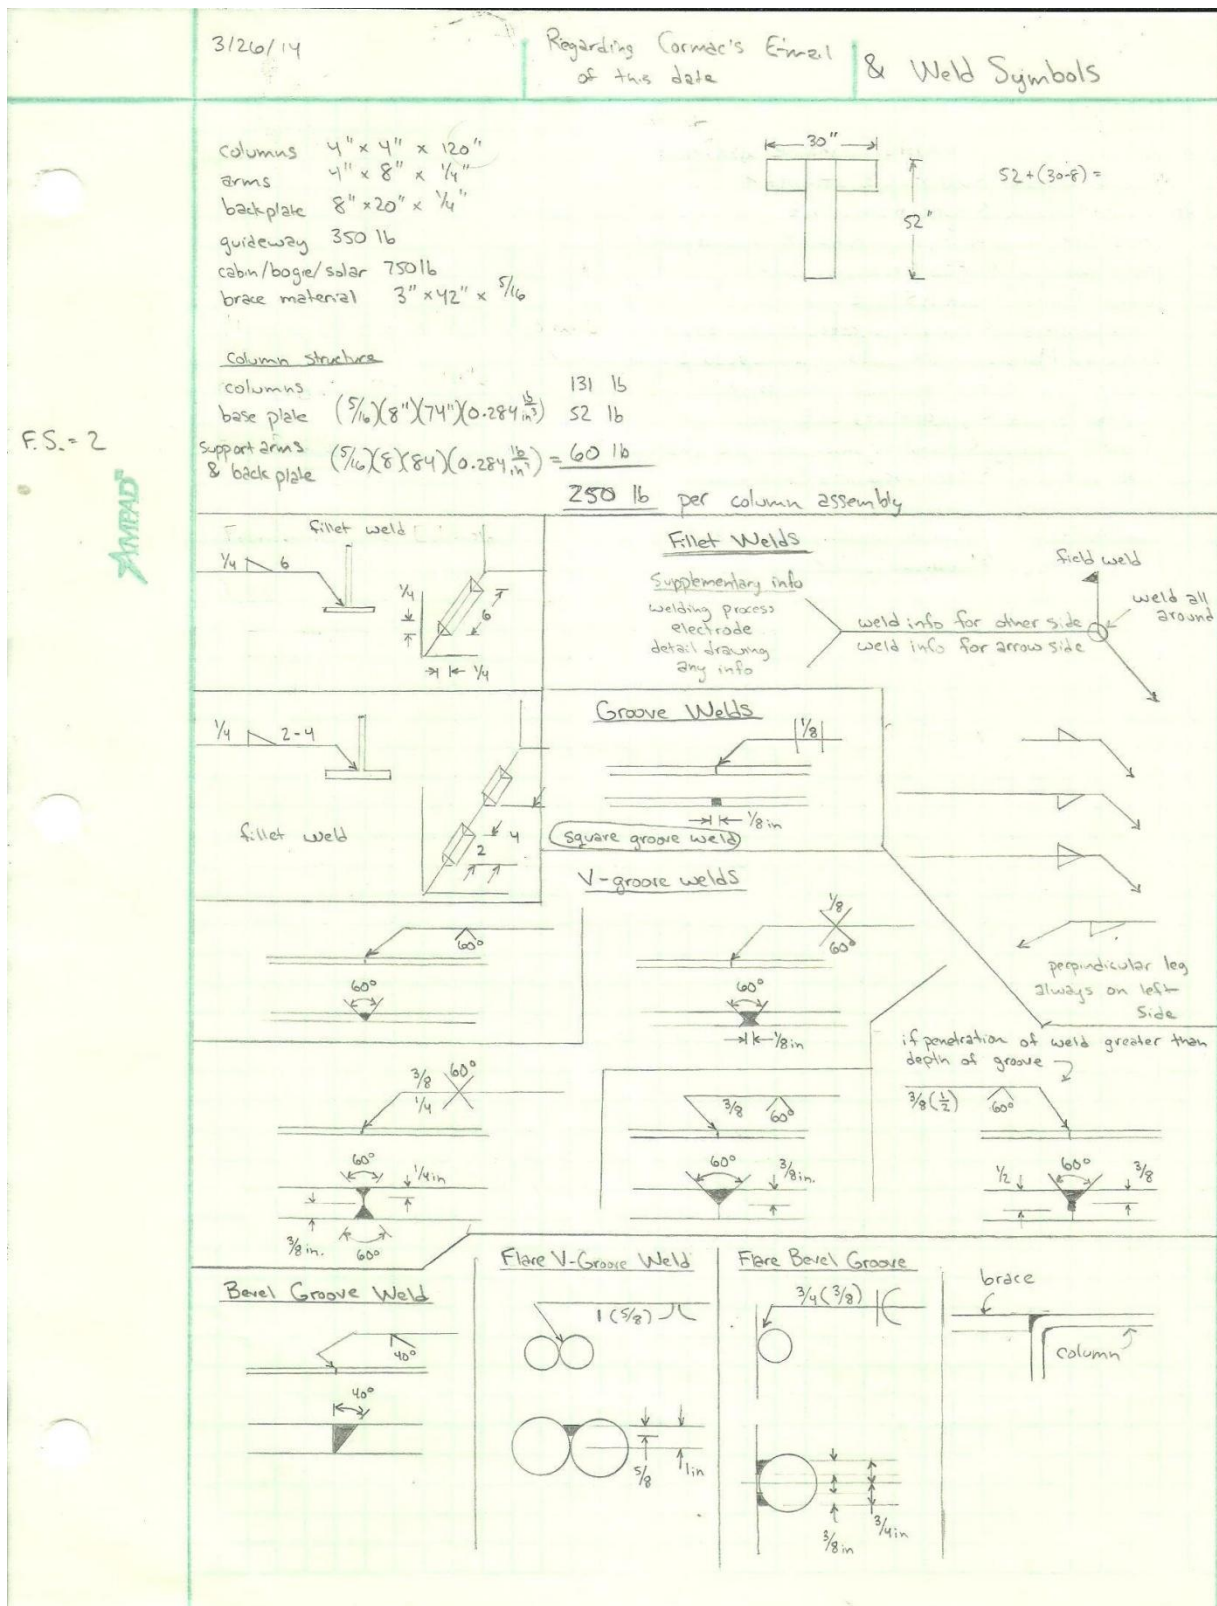 3/26/14
Regarding Cormac's E-mail
of this date
& Weld Symbols
columns 4" x 4" x 120"
arms 4" x 8" x 1/4"
backplate 8" x 20" x 1/4"
guideway 350 lb
cabin/bogie/solar 750 lb
brace material 3" x 42" x 5/16
30"
52"
52+(30-8) =
column structure
columns 131 lb
base plate (5/16)(8")(74")(0.284 lb/in³) 52 lb
support arms
& back plate (5/16)(8)(84)(0.284 lb/in³) = 60 lb
250 lb per column assembly
F.S. = 2
AMPAD
fillet weld
1/4 6
1/4
6
1/4
Fillet Welds
Supplementary info
welding process
electrode
detail drawing
any info
field weld
weld all
around
weld info for other side
weld info for arrow side
1/4 2-4
fillet weld
4
2
Groove Welds
1/8
1/8 in
square groove weld
perpindicular leg
always on left
side
V-groove welds
60°
60°
1/8
60°
60°
1/8 in
3/8 60°
1/4
60°
1/4 in
3/8 in.
60°
3/8 60°
60°
3/8 in.
if penetration of weld greater than
depth of groove
3/8(1/2) 60°
1/2 60° 3/8
Bevel Groove Weld
40°
40°
Flare V-Groove Weld
1 (5/8)
5/8
1 in
Flare Bevel Groove
3/4(3/8)
3/8 in
3/4 in
brace
column